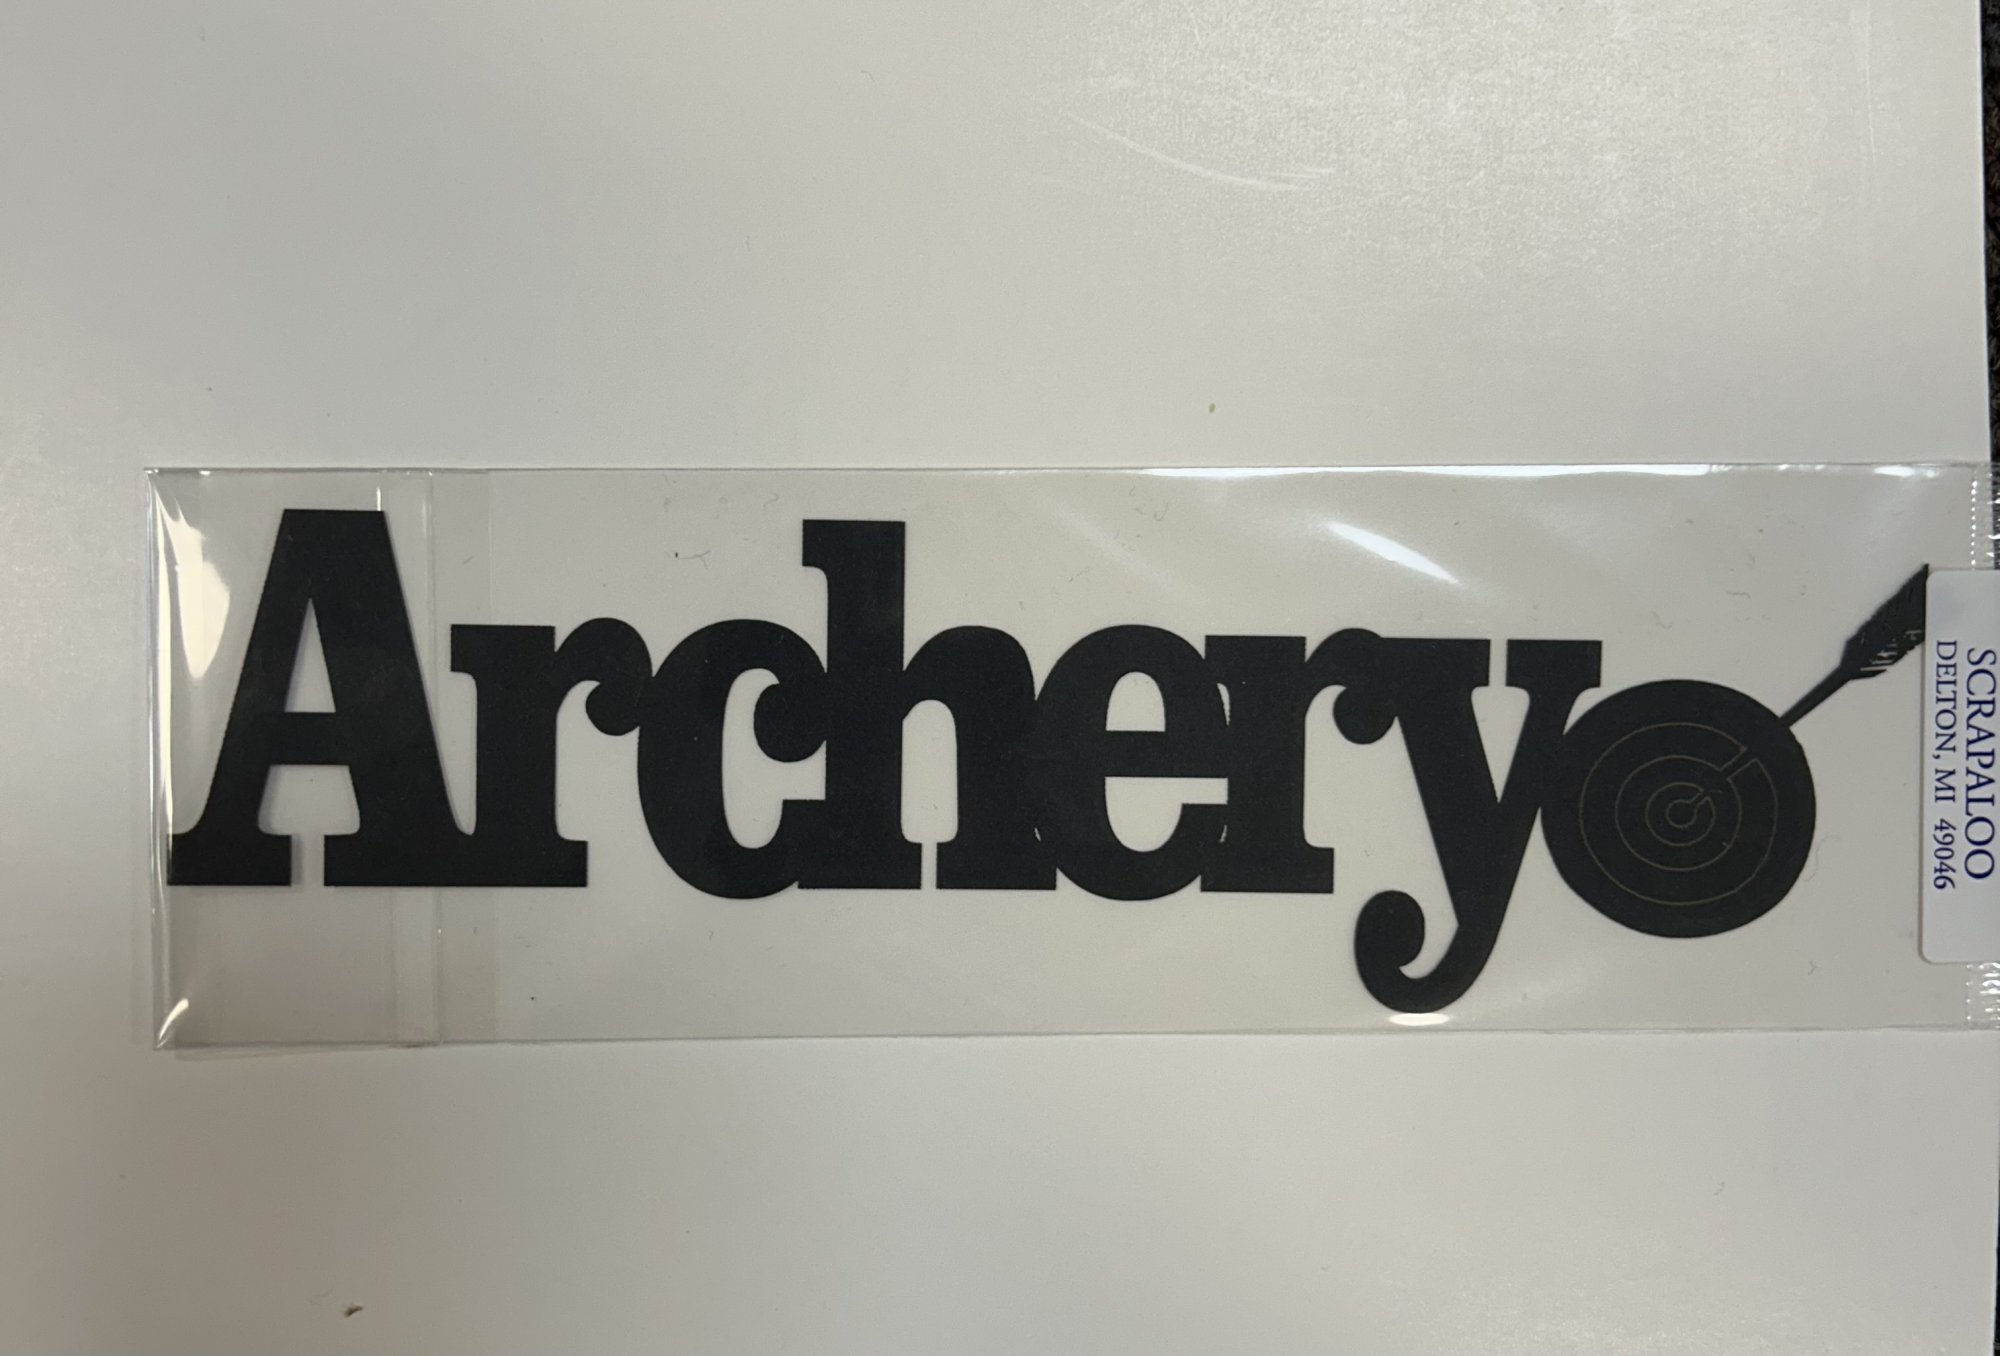 Archery
SCRAPALOO
DELTON, MI 49046